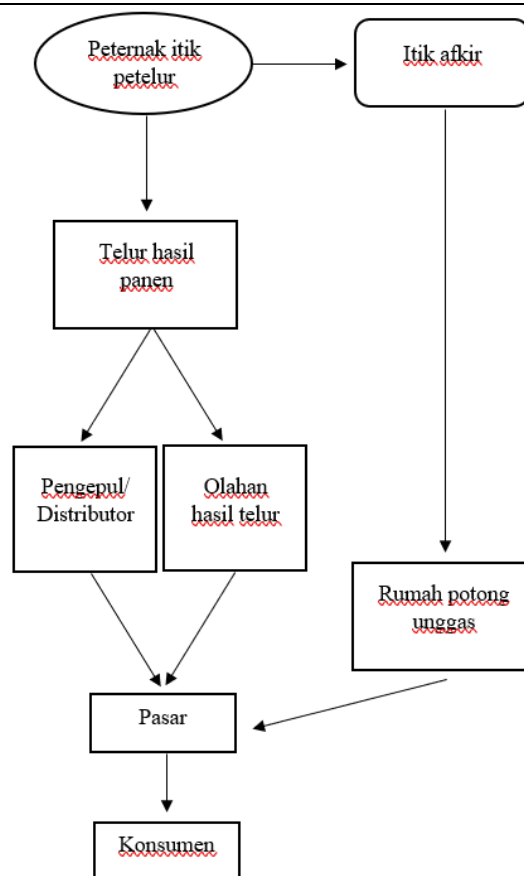 Peternak itik
petelur
Itik afkir
Telur hasil
panen
Pengepul/
Distributor
Olahan
hasil telur
Rumah potong
unggas
Pasar
Konsumen